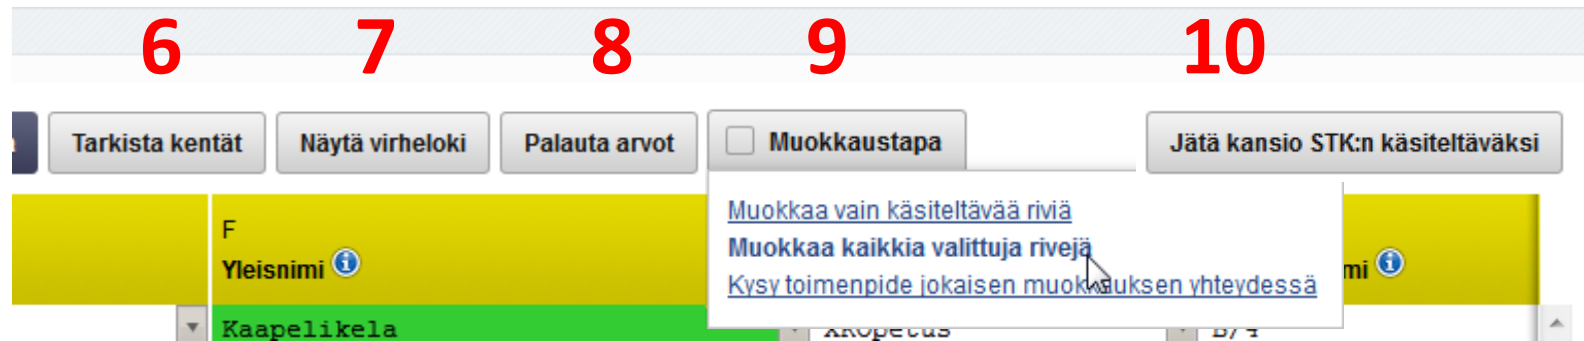 6 7 8 9 10
Tarkista kentät Näytä virheloki Palauta arvot Muokkaustapa Jätä kansio STK:n käsiteltäväksi
Muokkaa vain käsiteltävää riviä
F
Muokkaa kaikkia valittuja rivejä
Yleisnimi mi
Kysy toimenpide jokaisen muokkauksen yhteydessä
Kaapelikela